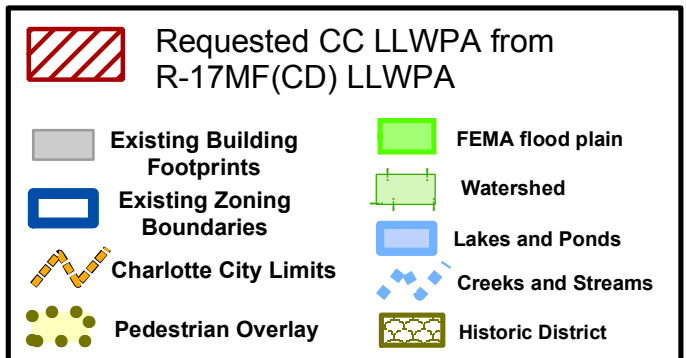 Requested CC LLWPA from
R-17MF(CD) LLWPA
Existing Building
Footprints
Existing Zoning
Boundaries
Charlotte City Limits
Pedestrian Overlay
FEMA flood plain
Watershed
Lakes and Ponds
Creeks and Streams
Historic District